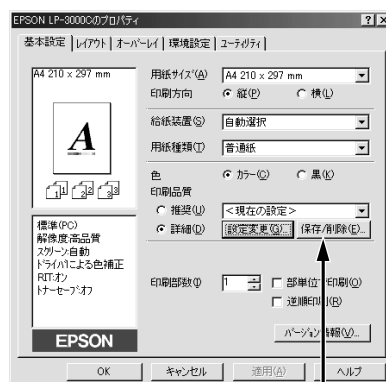 EPSON LP-3000Cのプロパティ
基本設定 レイアウト オーバーレイ 環境設定 ユーティリティ
A4 210 x 297 mm
A
1 1 2 2 3 3
標準(PC)
解像度:高品質
スクリーン:自動
ドライバによる色補正
RIT:オン
トナーセーブ:オフ
EPSON
用紙サイズ(A) A4 210 x 297 mm
印刷方向 縦(P) 横(L)
給紙装置(S) 自動選択
用紙種類(T) 普通紙
色 カラー(C) 黒(K)
印刷品質
推奨(U) <現在の設定>
詳細(D) 設定変更(G)... 保存/削除(E)...
印刷部数(I) 1 部単位で印刷(O)
逆順印刷(R)
バージョン情報(V)...
OK キャンセル 適用(A) ヘルプ